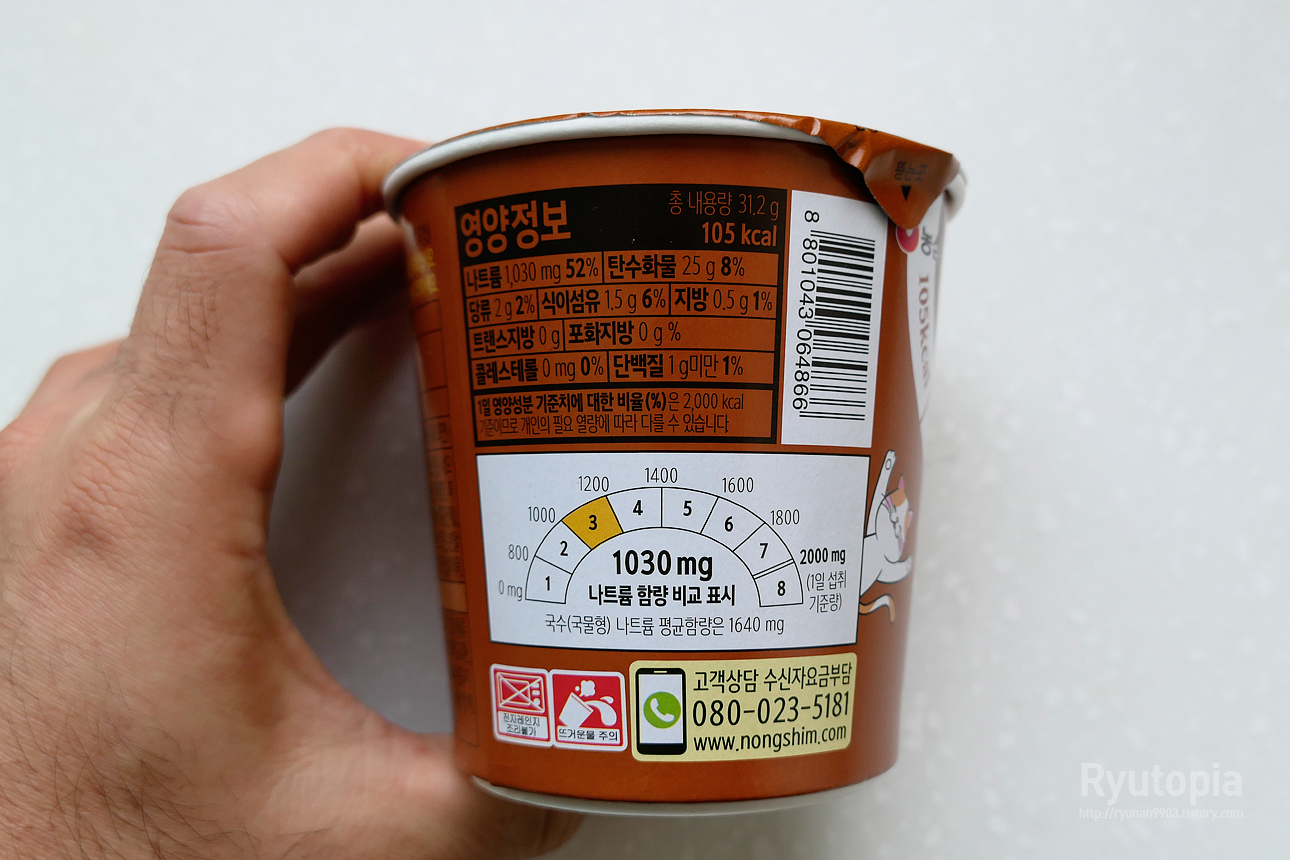 영양정보
총 내용량 31.2 g
105 kcal
나트륨 1,030 mg 52% 탄수화물 25 g 8%
당류 2 g 2% 식이섬유 1.5 g 6% 지방 0.5 g 1%
트랜스지방 0 g 포화지방 0 g %
콜레스테롤 0 mg 0% 단백질 1 g미만 1%
1일 영양성분 기준치에 대한 비율(%)은 2,000 kcal
기준이므로 개인의 필요 열량에 따라 다를 수 있습니다
8 801043 064866
105kcal
0 mg 800 1000 1200 1400 1600 1800 2000 mg
(1일 섭취
기준량)
1 2 3 4 5 6 7 8
1030 mg
나트륨 함량 비교 표시
국수(국물형) 나트륨 평균함량은 1640 mg
전자레인지
조리불가
뜨거운물 주의
고객상담 수신자요금부담
080-023-5181
www.nongshim.com
Ryutopia
http://ryunan9903.tistory.com